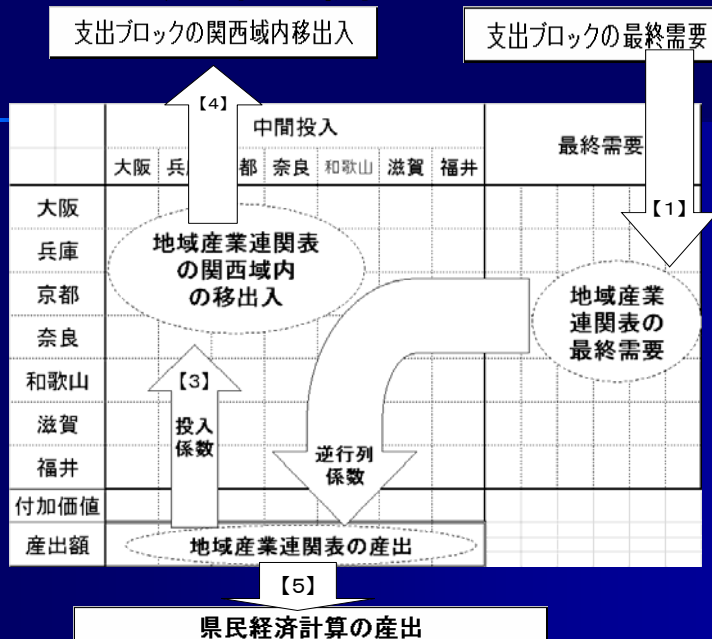 支出ブロックの関西域内移出入
支出ブロックの最終需要
【4】
中間投入
最終需要
大阪 兵 都 奈良 和歌山 滋賀 福井
【1】
大阪
兵庫
京都
奈良
和歌山
滋賀
福井
付加価値
産出額
地域産業連関表
の関西域内
の移出入
地域産業
連関表の
最終需要
【3】
投入
係数
逆行列
係数
地域産業連関表の産出
【5】
県民経済計算の産出